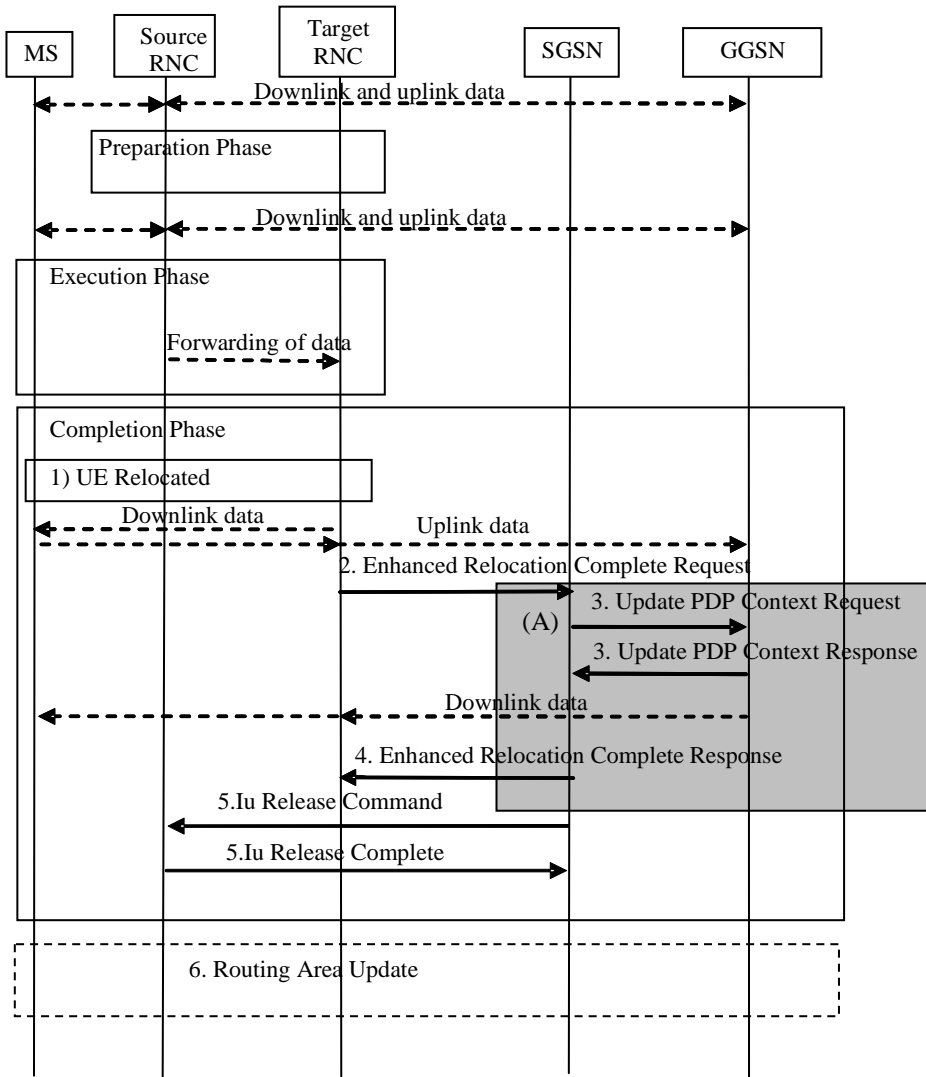 MS
Source
RNC
Target
RNC
SGSN
GGSN
Downlink and uplink data
Preparation Phase
Downlink and uplink data
Execution Phase
Forwarding of data
Completion Phase
1) UE Relocated
Downlink data
Uplink data
2. Enhanced Relocation Complete Request
(A)
3. Update PDP Context Request
3. Update PDP Context Response
Downlink data
4. Enhanced Relocation Complete Response
5.Iu Release Command
5.Iu Release Complete
6. Routing Area Update